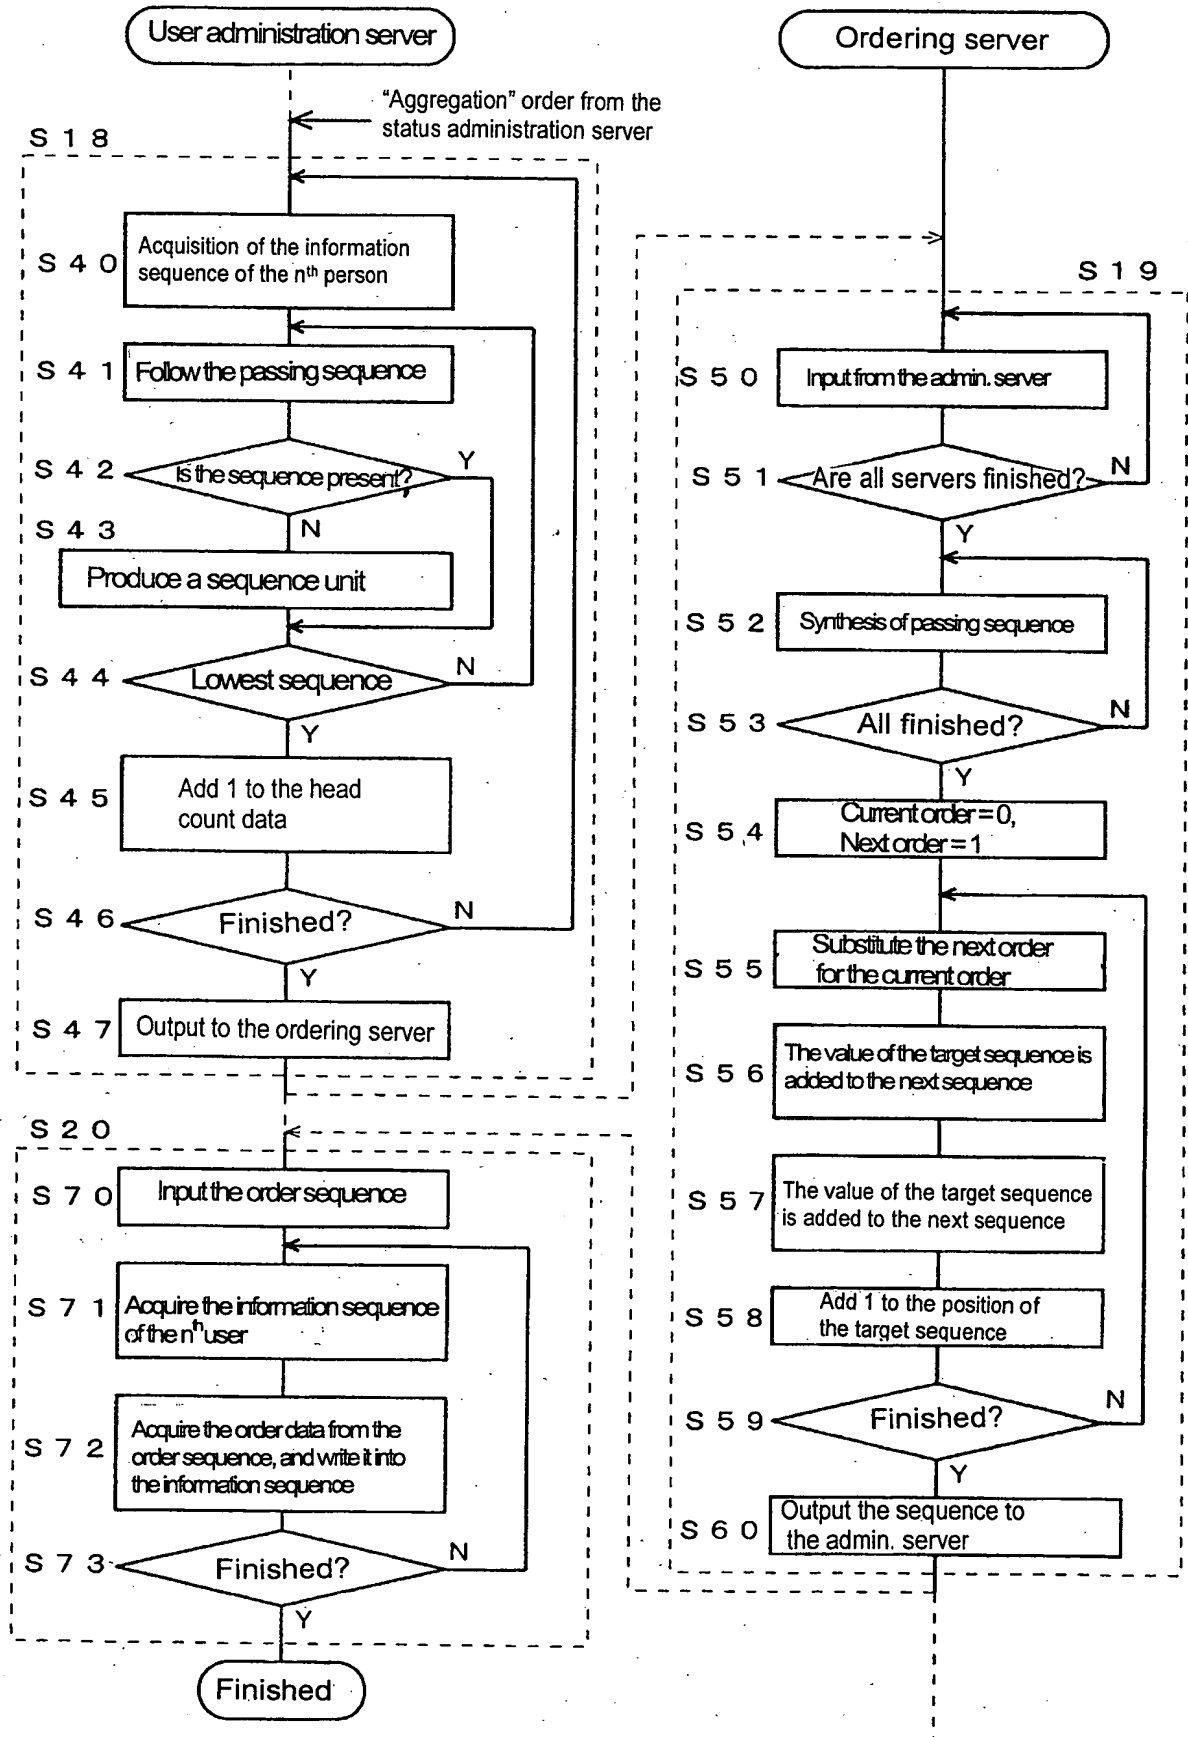 User administration server
"Aggregation" order from the
status administration server
S 1 8
S 4 0
Acquisition of the information
sequence of the nth person
S 4 1
Follow the passing sequence
S 4 2
Is the sequence present?
Y
N
S 4 3
Produce a sequence unit
S 4 4
Lowest sequence
N
Y
S 4 5
Add 1 to the head
count data
S 4 6
Finished?
N
Y
S 4 7
Output to the ordering server
S 2 0
S 7 0
Input the order sequence
S 7 1
Acquire the information sequence
of the nth user
S 7 2
Acquire the order data from the
order sequence, and write it into
the information sequence
S 7 3
Finished?
N
Y
Finished
Ordering server
S 1 9
S 5 0
Input from the admin. server
S 5 1
Are all servers finished?
N
Y
S 5 2
Synthesis of passing sequence
S 5 3
All finished?
N
Y
S 5 4
Current order = 0,
Next order = 1
S 5 5
Substitute the next order
for the current order
S 5 6
The value of the target sequence is
added to the next sequence
S 5 7
The value of the target sequence
is added to the next sequence
S 5 8
Add 1 to the position of
the target sequence
S 5 9
Finished?
N
Y
S 6 0
Output the sequence to
the admin. server